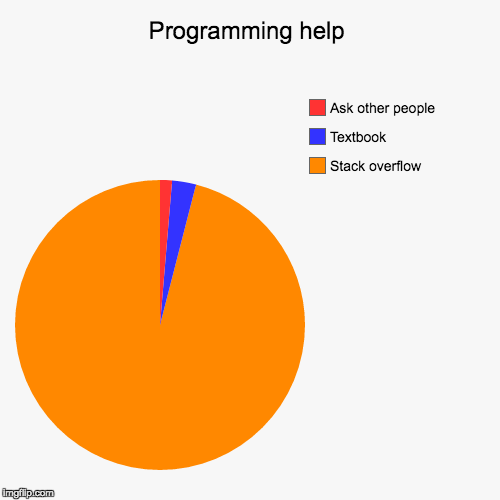 Programming help
Ask other people
Textbook
Stack overflow
imgflip.com